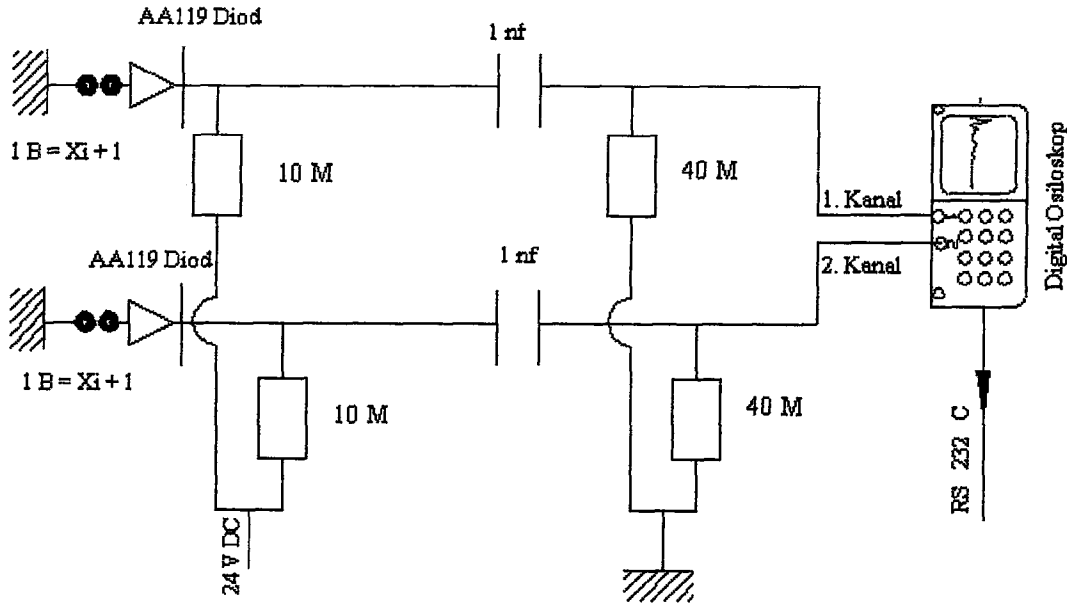 AA119 Diod
1 nf
1 B = Xi + 1
10 M
40 M
1. Kanal
AA119 Diod
1 nf
2. Kanal
Digital Osiloskop
1 B = Xi + 1
10 M
40 M
24 V DC
RS 232 C